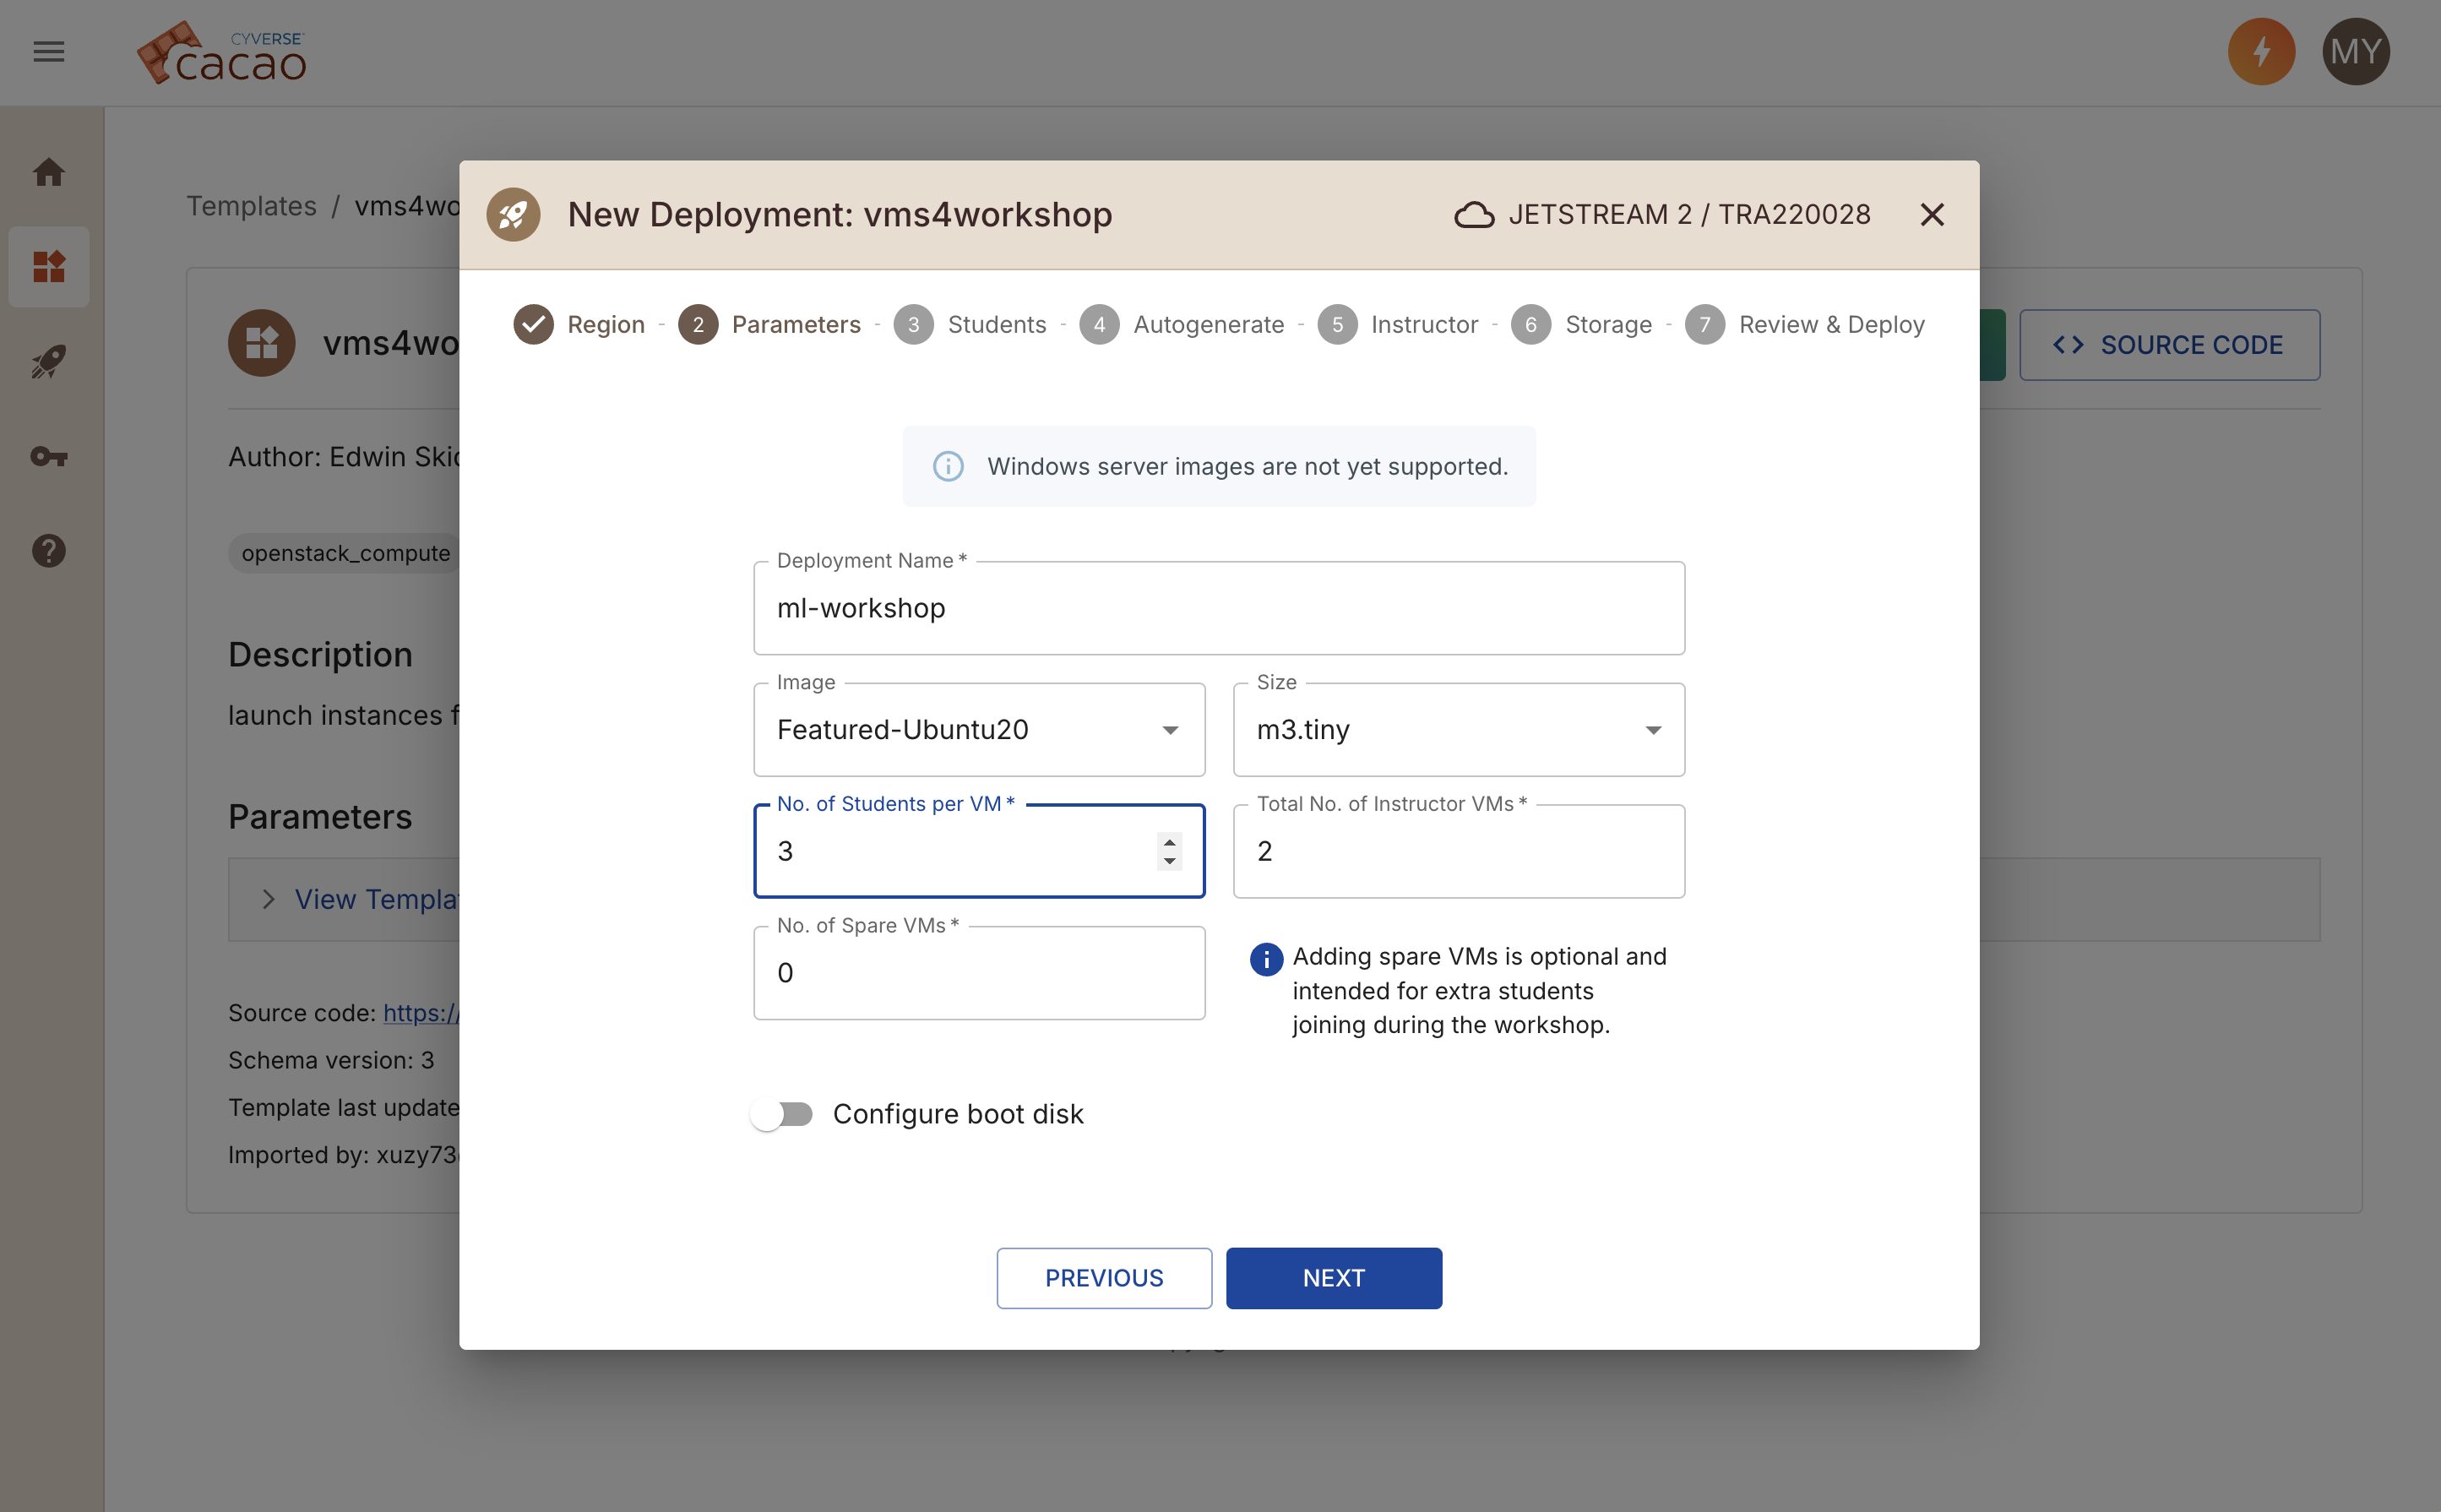 CYVERSE
cacao
MY
Templates / vms4wo
New Deployment: vms4workshop
JETSTREAM 2 / TRA220028
Region - 2 Parameters - 3 Students - 4 Autogenerate - 5 Instructor - 6 Storage - 7 Review & Deploy
vms4wo
SOURCE CODE
Author: Edwin Skid
openstack_compute
Description
launch instances f
Parameters
View Templa
Source code: https:/
Schema version: 3
Template last update
Imported by: xuzy73
Windows server images are not yet supported.
Deployment Name *
ml-workshop
Image
Featured-Ubuntu20
Size
m3.tiny
No. of Students per VM *
3
Total No. of Instructor VMs *
2
No. of Spare VMs *
0
Adding spare VMs is optional and
intended for extra students
joining during the workshop.
Configure boot disk
PREVIOUS
NEXT